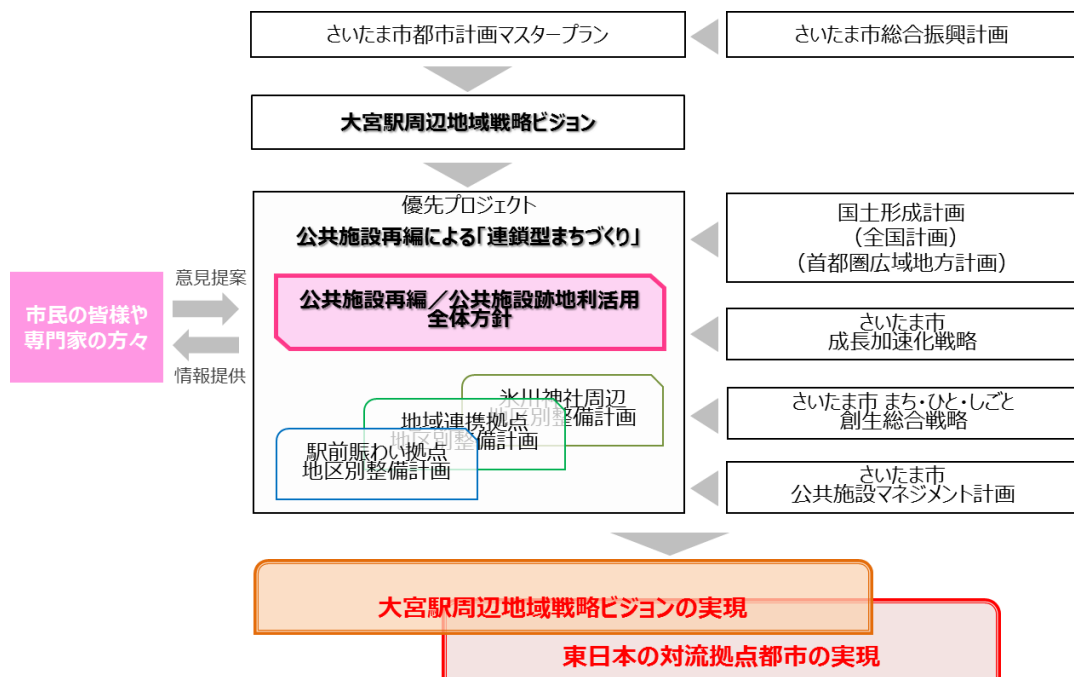 さいたま市都市計画マスタープラン
さいたま市総合振興計画
大宮駅周辺地域戦略ビジョン
優先プロジェクト
公共施設再編による「連鎖型まちづくり」
公共施設再編／公共施設跡地利活用
全体方針
氷川神社周辺
地区別整備計画
地域連携拠点
地区別整備計画
駅前賑わい拠点
地区別整備計画
意見提案
市民の皆様や
専門家の方々
情報提供
国土形成計画
(全国計画)
(首都圏広域地方計画)
さいたま市
成長加速化戦略
さいたま市 まち・ひと・しごと
創生総合戦略
さいたま市
公共施設マネジメント計画
大宮駅周辺地域戦略ビジョンの実現
東日本の対流拠点都市の実現